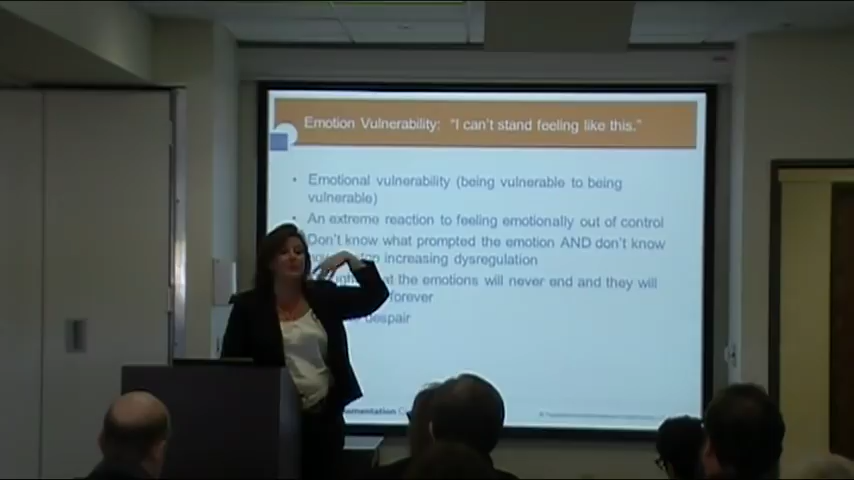 Emotion Vulnerability: "I can't stand feeling like this."
• Emotional vulnerability (being vulnerable to being
vulnerable)
• An extreme reaction to feeling emotionally out of control
Don't know what prompted the emotion AND don't know
increasing dysregulation
the emotions will never end and they will
forever
despair